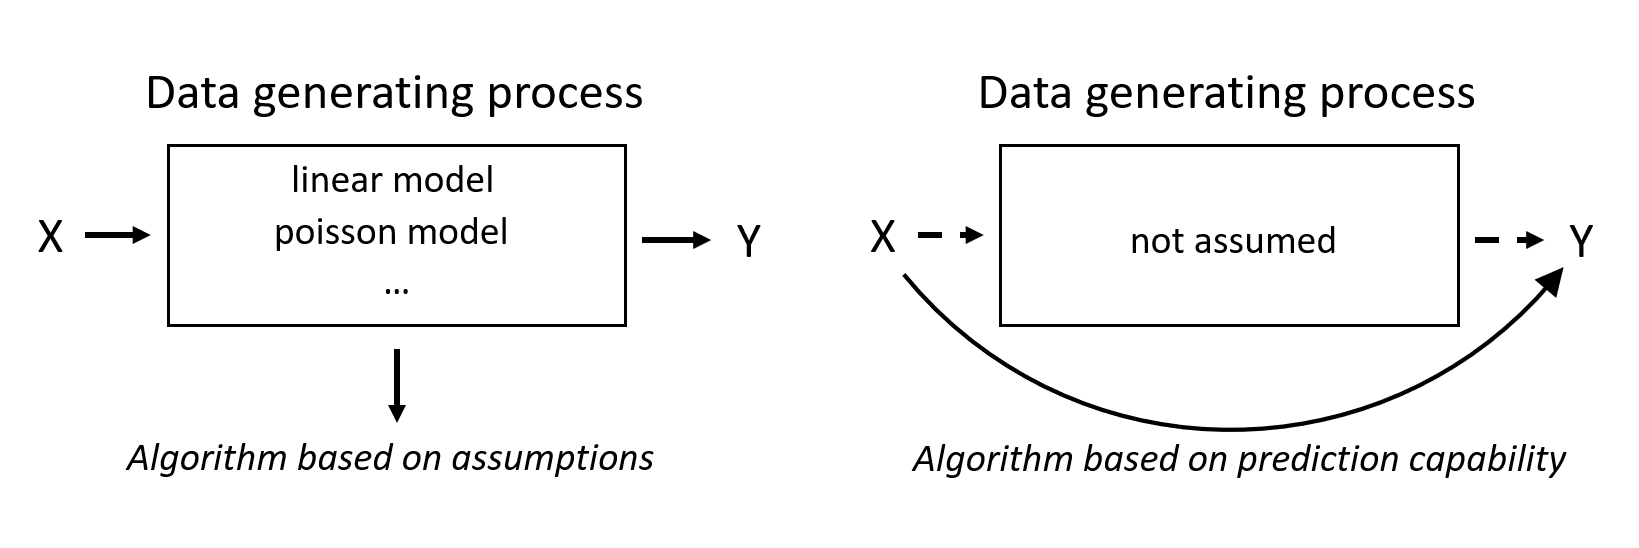 Data generating process
linear model
poisson model
...
X
Y
Algorithm based on assumptions
Data generating process
not assumed
X
Y
Algorithm based on prediction capability